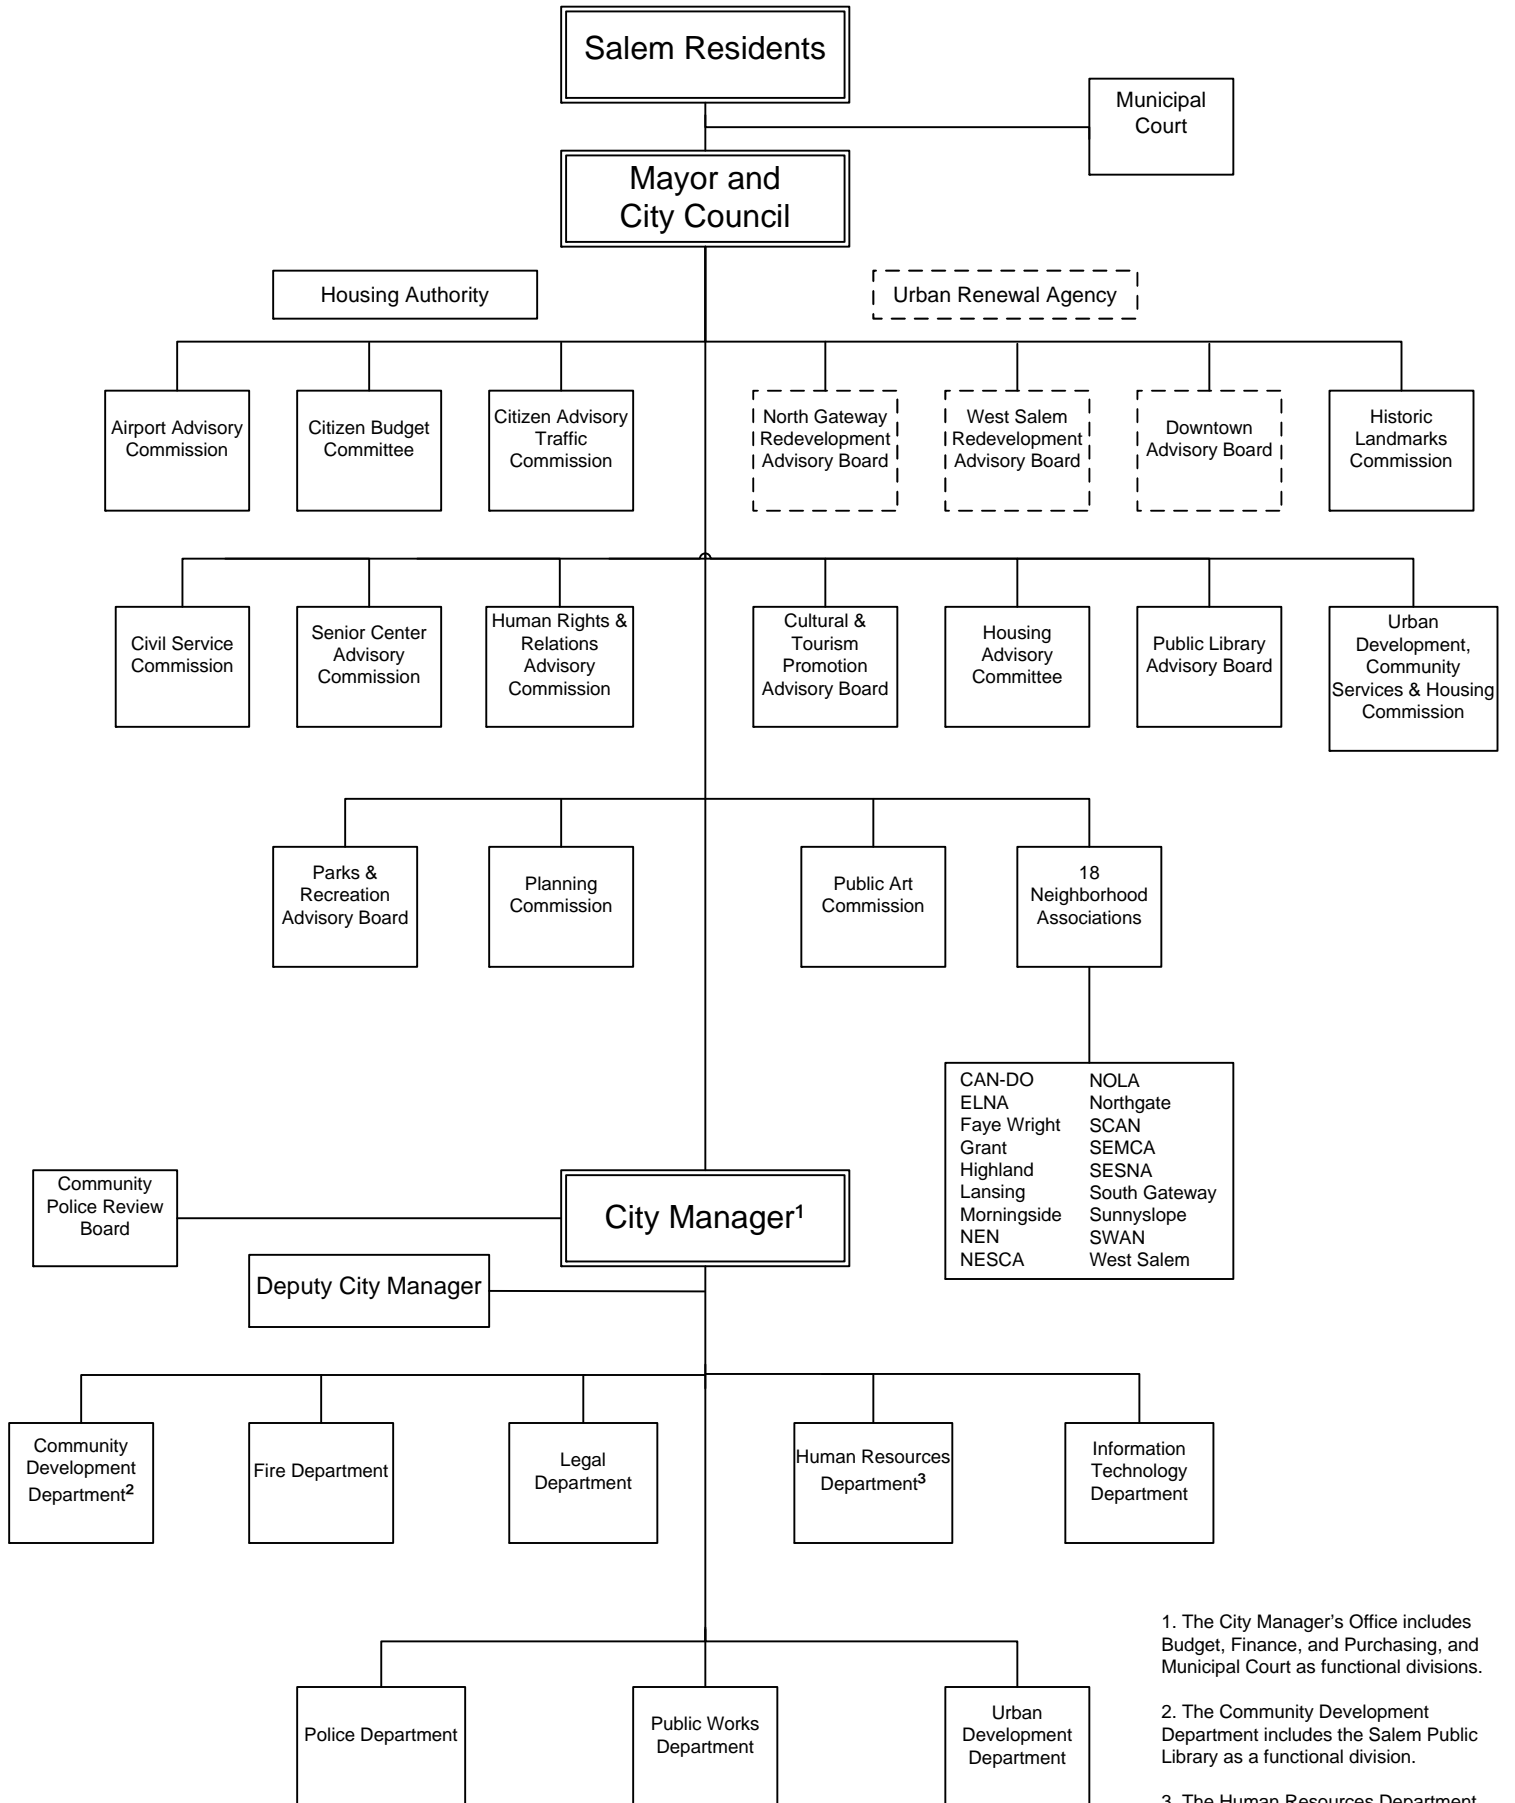 Salem Residents
Municipal
Court
Mayor and
City Council
Housing Authority
Urban Renewal Agency
Airport Advisory
Commission
Citizen Budget
Committee
Citizen Advisory
Traffic
Commission
North Gateway
Redevelopment
Advisory Board
West Salem
Redevelopment
Advisory Board
Downtown
Advisory Board
Historic
Landmarks
Commission
Civil Service
Commission
Senior Center
Advisory
Commission
Human Rights &
Relations
Advisory
Commission
Cultural &
Tourism
Promotion
Advisory Board
Housing
Advisory
Committee
Public Library
Advisory Board
Urban
Development,
Community
Services & Housing
Commission
Parks &
Recreation
Advisory Board
Planning
Commission
Public Art
Commission
18
Neighborhood
Associations
CAN-DO
ELNA
Faye Wright
Grant
Highland
Lansing
Morningside
NEN
NESCA
NOLA
Northgate
SCAN
SEMCA
SESNA
South Gateway
Sunnyslope
SWAN
West Salem
Community
Police Review
Board
City Manager¹
Deputy City Manager
Community
Development
Department²
Fire Department
Legal
Department
Human Resources
Department³
Information
Technology
Department
Police Department
Public Works
Department
Urban
Development
Department
1. The City Manager’s Office includes
Budget, Finance, and Purchasing, and
Municipal Court as functional divisions.
2. The Community Development
Department includes the Salem Public
Library as a functional division.
3. The Human Resources Department